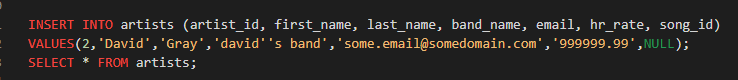 INSERT INTO artists (artist_id, first_name, last_name, band_name, email, hr_rate, song_id)
VALUES(2,'David','Gray','david''s band','some.email@somedomain.com','999999.99',NULL);
SELECT * FROM artists;